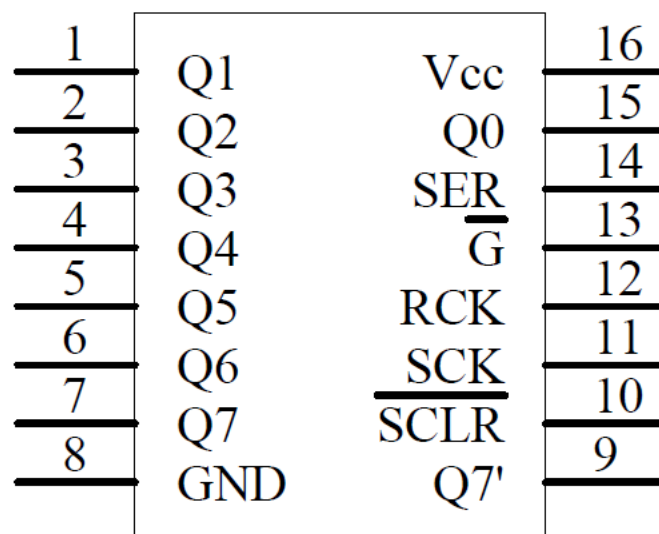 1 Q1 Vcc 16
2 Q2 Q0 15
3 Q3 SER 14
4 Q4 G̅ 13
5 Q5 RCK 12
6 Q6 SCK 11
7 Q7 S̅C̅L̅R̅ 10
8 GND Q7' 9